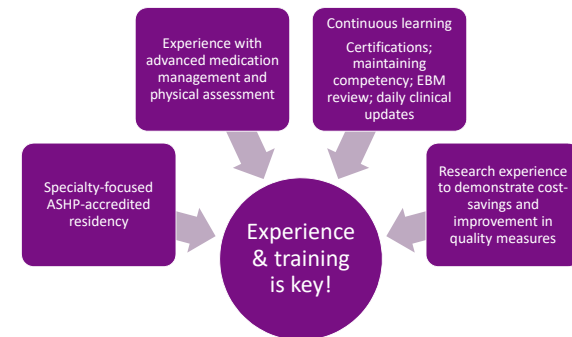 Experience with
advanced medication
management and
physical assessment
Continuous learning
Certifications;
maintaining
competency; EBM
review; daily clinical
updates
Specialty-focused
ASHP-accredited
residency
Research experience
to demonstrate cost-
savings and
improvement in
quality measures
Experience
& training
is key!